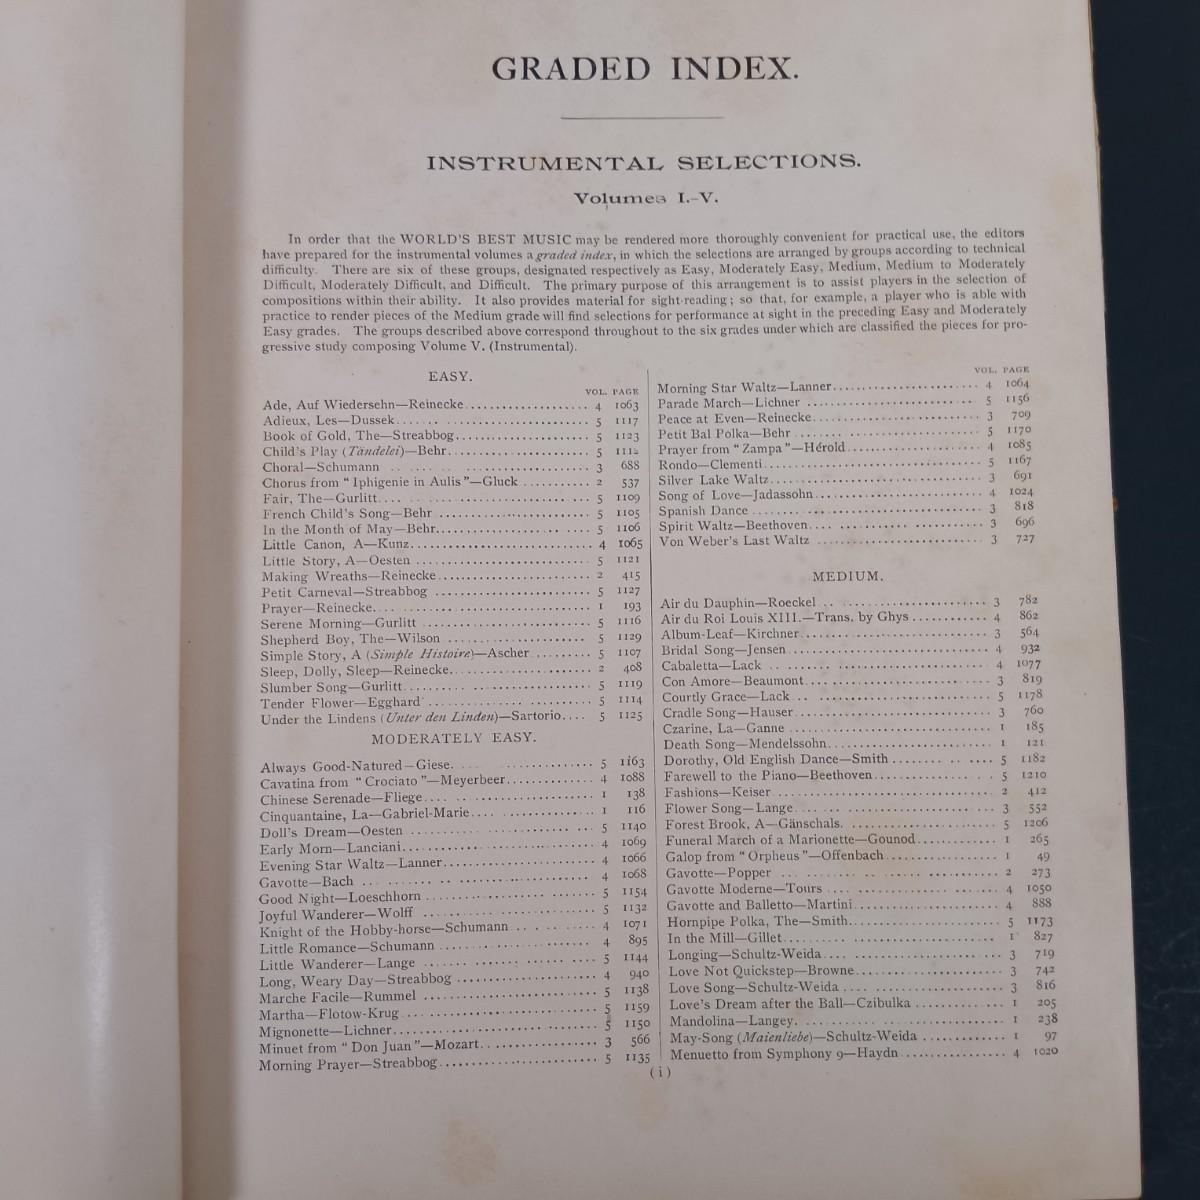 GRADED INDEX.
INSTRUMENTAL SELECTIONS.
Volumes I.-V.
In order that the WORLD'S BEST MUSIC may be rendered more thoroughly convenient for practical use, the editors
have prepared for the instrumental volumes a graded index, in which the selections are arranged by groups according to technical
difficulty. There are six of these groups, designated respectively as Easy, Moderately Easy, Medium, Medium to Moderately
Difficult, Moderately Difficult, and Difficult. The primary purpose of this arrangement is to assist players in the selection of
compositions within their ability. It also provides material for sight-reading; so that, for example, a player who is able with
practice to render pieces of the Medium grade will find selections for performance at sight in the preceding Easy and Moderately
Easy grades. The groups described above correspond throughout to the six grades under which are classified the pieces for pro-
gressive study composing Volume V. (Instrumental).
EASY.
VOL. PAGE
Ade, Auf Wiedersehn—Reinecke 4 1063
Adieux, Les—Dussek 5 1117
Book of Gold, The—Streabbog 5 1123
Child's Play (Tändelei)—Behr 5 1112
Choral—Schumann 3 688
Chorus from "Iphigenie in Aulis"—Gluck 2 537
Fair, The—Gurlitt 5 1109
French Child's Song—Behr 5 1105
In the Month of May—Behr 5 1106
Little Canon, A—Kunz 4 1065
Little Story, A—Oesten 5 1121
Making Wreaths—Reinecke 2 415
Petit Carneval—Streabbog 5 1127
Prayer—Reinecke 1 193
Serene Morning—Gurlitt 5 1116
Shepherd Boy, The—Wilson 5 1129
Simple Story, A (Simple Histoire)—Ascher 5 1107
Sleep, Dolly, Sleep—Reinecke 2 408
Slumber Song—Gurlitt 5 1119
Tender Flower—Egghard 5 1114
Under the Lindens (Unter den Linden)—Sartorio 5 1125
MODERATELY EASY.
Always Good-Natured—Giese 5 1163
Cavatina from "Crociato"—Meyerbeer 4 1088
Chinese Serenade—Fliege 1 138
Cinquantaine, La—Gabriel-Marie 1 116
Doll's Dream—Oesten 5 1140
Early Morn—Lanciani 4 1069
Evening Star Waltz—Lanner 4 1066
Gavotte—Bach 4 1068
Good Night—Loeschhorn 5 1154
Joyful Wanderer—Wolff 5 1132
Knight of the Hobby-horse—Schumann 4 1071
Little Romance—Schumann 4 895
Little Wanderer—Lange 5 1144
Long, Weary Day—Streabbog 4 940
Marche Facile—Rummel 5 1138
Martha—Flotow-Krug 5 1159
Mignonette—Lichner 5 1150
Minuet from "Don Juan"—Mozart 3 566
Morning Prayer—Streabbog 5 1135
VOL. PAGE
Morning Star Waltz—Lanner 4 1064
Parade March—Lichner 5 1156
Peace at Even—Reinecke 3 709
Petit Bal Polka—Behr 5 1170
Prayer from "Zampa"—Hérold 4 1085
Rondo—Clementi 5 1167
Silver Lake Waltz 3 691
Song of Love—Jadassohn 4 1024
Spanish Dance 3 818
Spirit Waltz—Beethoven 3 696
Von Weber's Last Waltz 3 727
MEDIUM.
Air du Dauphin—Roeckel 3 782
Air du Roi Louis XIII.—Trans. by Ghys 4 862
Album-Leaf—Kirchner 3 564
Bridal Song—Jensen 4 932
Cabaletta—Lack 4 1077
Con Amore—Beaumont 3 819
Courtly Grace—Lack 5 1178
Cradle Song—Hauser 3 760
Czarine, La—Ganne 1 185
Death Song—Mendelssohn 1 121
Dorothy, Old English Dance—Smith 5 1182
Farewell to the Piano—Beethoven 5 1210
Fashions—Keiser 2 412
Flower Song—Lange 3 552
Forest Brook, A—Gänschals 5 1206
Funeral March of a Marionette—Gounod 1 265
Galop from "Orpheus"—Offenbach 1 49
Gavotte—Popper 2 273
Gavotte Moderne—Tours 4 1050
Gavotte and Balletto—Martini 4 888
Hornpipe Polka, The—Smith 5 1173
In the Mill—Gillet 1 827
Longing—Schultz-Weida 3 719
Love Not Quickstep—Browne 3 742
Love Song—Schultz-Weida 3 816
Love's Dream after the Ball—Czibulka 1 205
Mandolina—Langey 1 238
May-Song (Maienliebe)—Schultz-Weida 1 97
Menuetto from Symphony 9—Haydn 4 1020
(i)